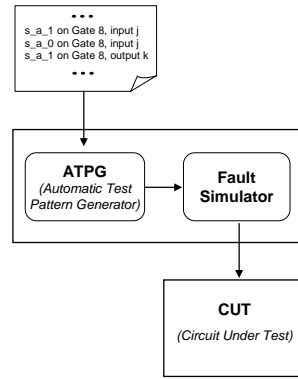 • • •
s_a_1 on Gate 8, input j
s_a_0 on Gate 8, input j
s_a_1 on Gate 8, output k
• • •
ATPG
(Automatic Test
Pattern Generator)
Fault
Simulator
CUT
(Circuit Under Test)